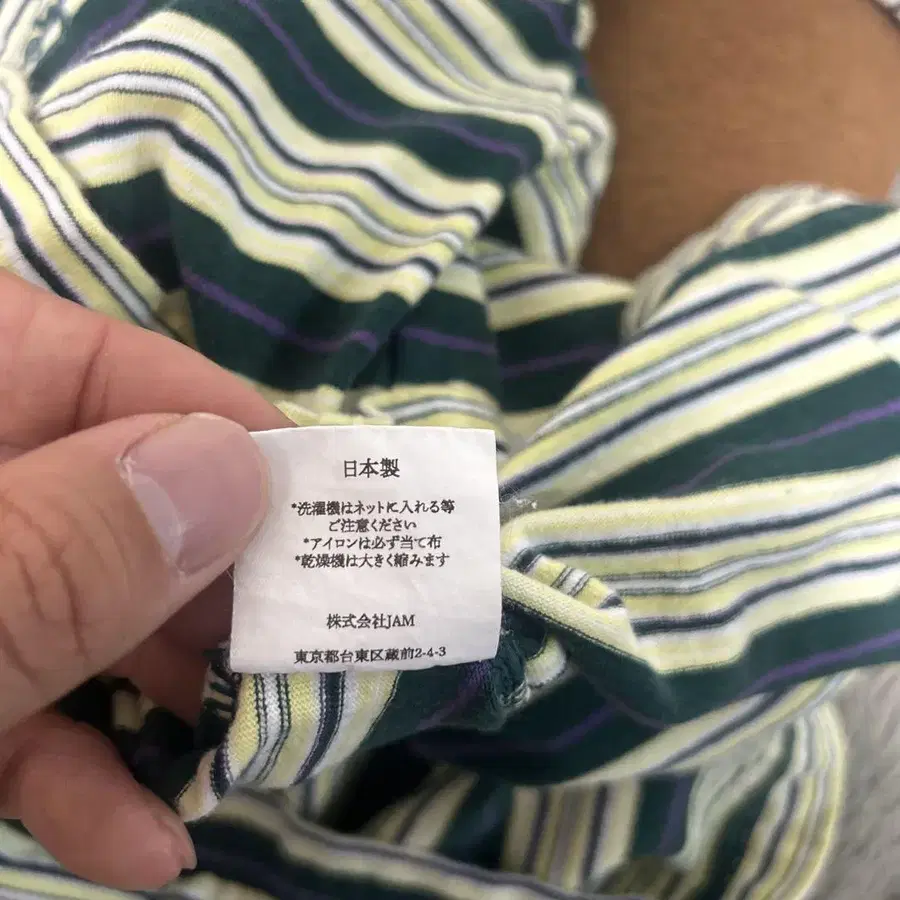 日本製
*洗濯機はネットに入れる等
ご注意ください
*アイロンは必ず当て布
*乾燥機は大きく縮みます
株式会社JAM
東京都台東区蔵前2-4-3